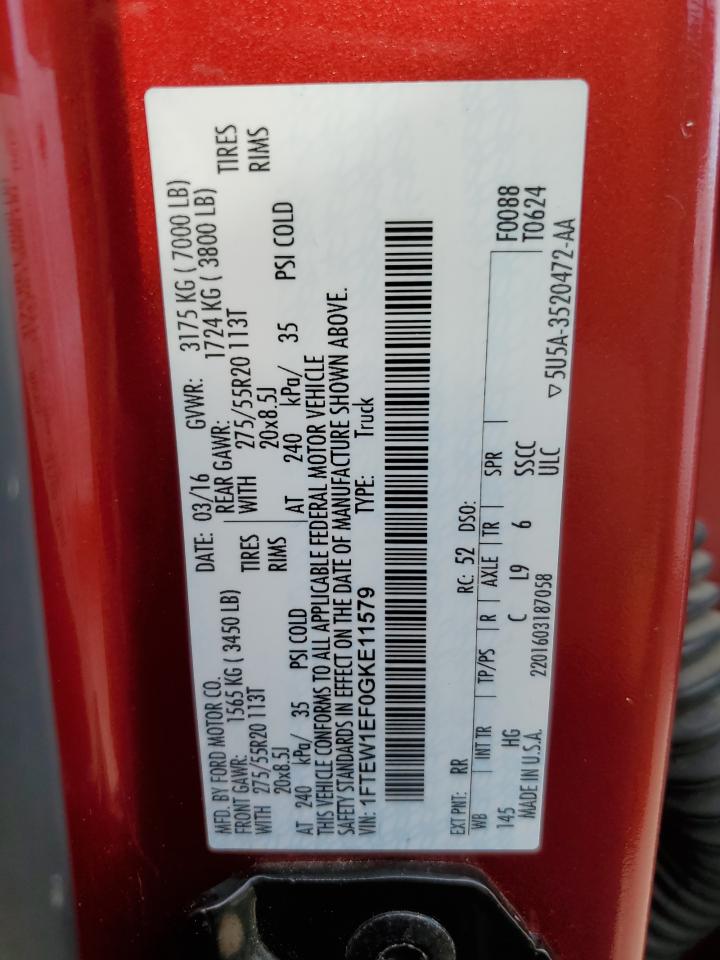 MFD. BY FORD MOTOR CO.
DATE: 03/16 GVWR: 3175 KG ( 7000 LB)
FRONT GAWR: 1565 KG ( 3450 LB) REAR GAWR: 1724 KG ( 3800 LB)
WITH 275/55R20 113T TIRES WITH 275/55R20 113T TIRES
20x8.5J RIMS 20x8.5J RIMS
AT 240 kPa/ 35 PSI COLD AT 240 kPa/ 35 PSI COLD
THIS VEHICLE CONFORMS TO ALL APPLICABLE FEDERAL MOTOR VEHICLE
SAFETY STANDARDS IN EFFECT ON THE DATE OF MANUFACTURE SHOWN ABOVE.
VIN: 1FTEW1EF0GKE11579 TYPE: Truck
EXT PNT: RR RC: 52 DSO:
WB INT TR TP/PS R AXLE TR SPR F0088
145 HG C L9 6 SSCC T0624
ULC
MADE IN U.S.A. 2201603187058 ▽ 5U5A-3520472-AA